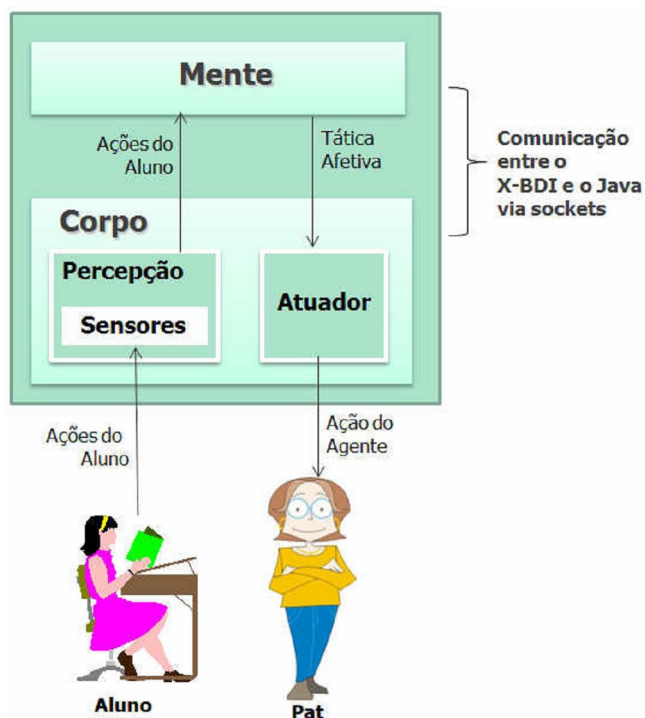 Mente
Ações do
Aluno
Tática
Afetiva
Comunicação
entre o
X-BDI e o Java
via sockets
Corpo
Percepção
Sensores
Atuador
Ações do
Aluno
Ação do
Agente
Aluno
Pat